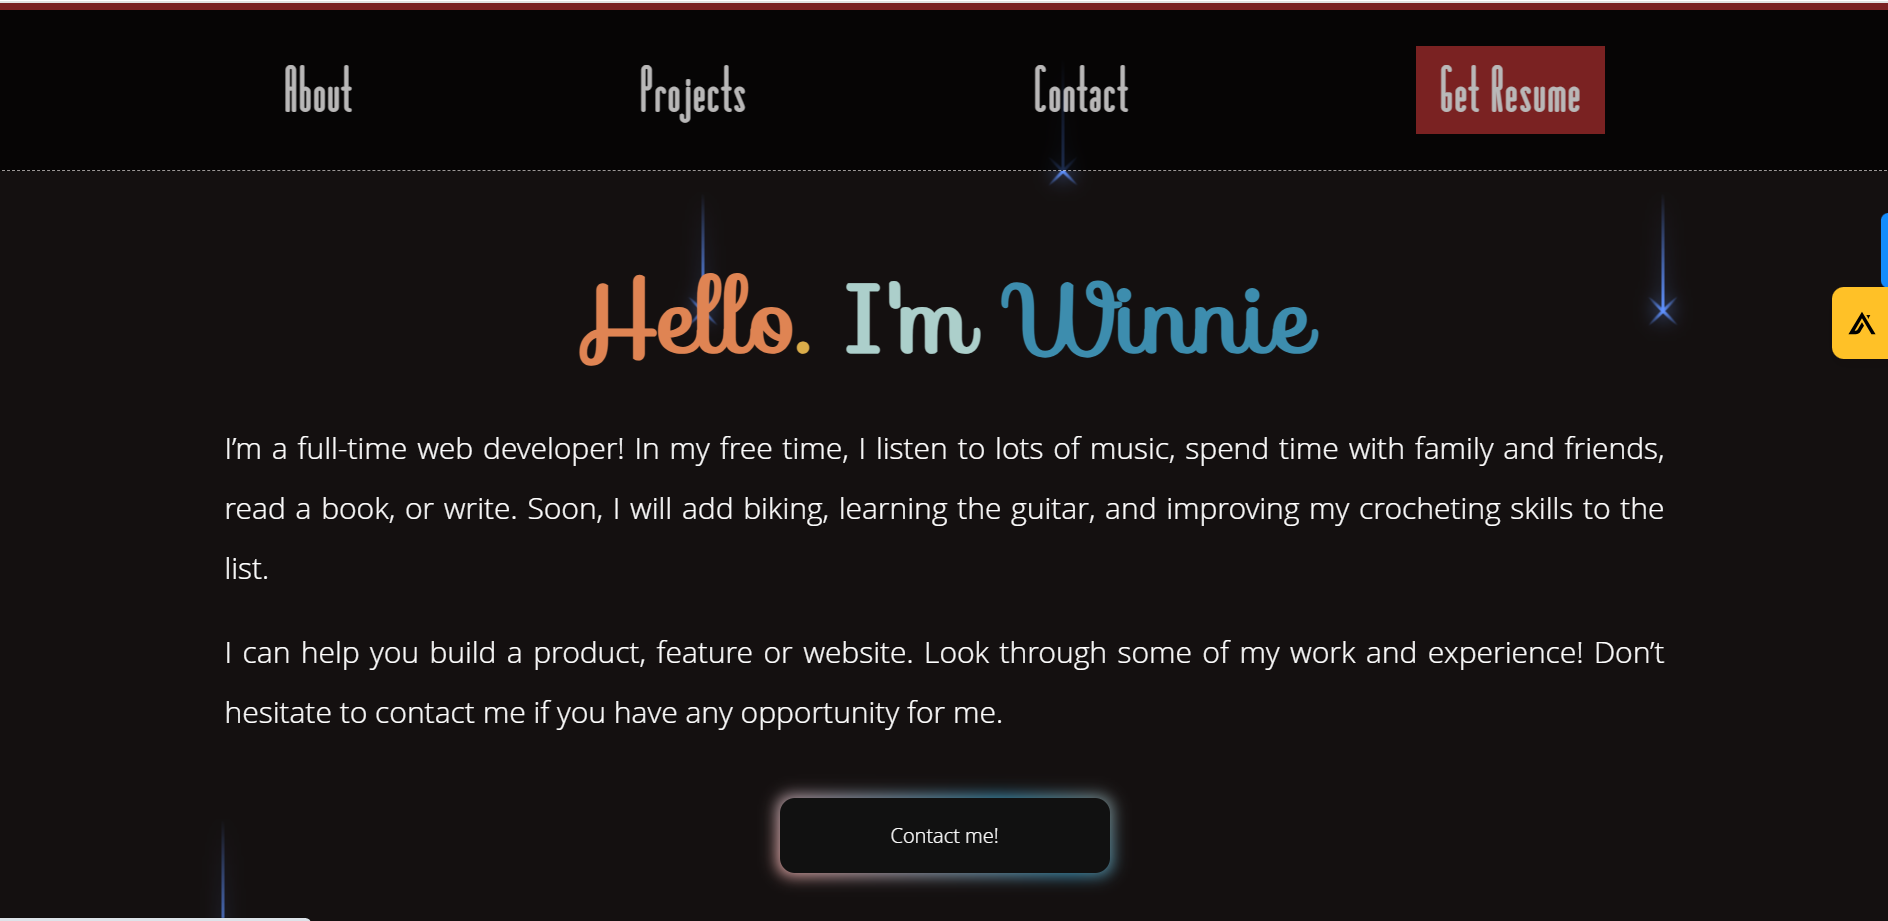 About Projects Contact Get Resume
Hello. I'm Winnie
I’m a full-time web developer! In my free time, I listen to lots of music, spend time with family and friends,
read a book, or write. Soon, I will add biking, learning the guitar, and improving my crocheting skills to the
list.
I can help you build a product, feature or website. Look through some of my work and experience! Don’t
hesitate to contact me if you have any opportunity for me.
Contact me!